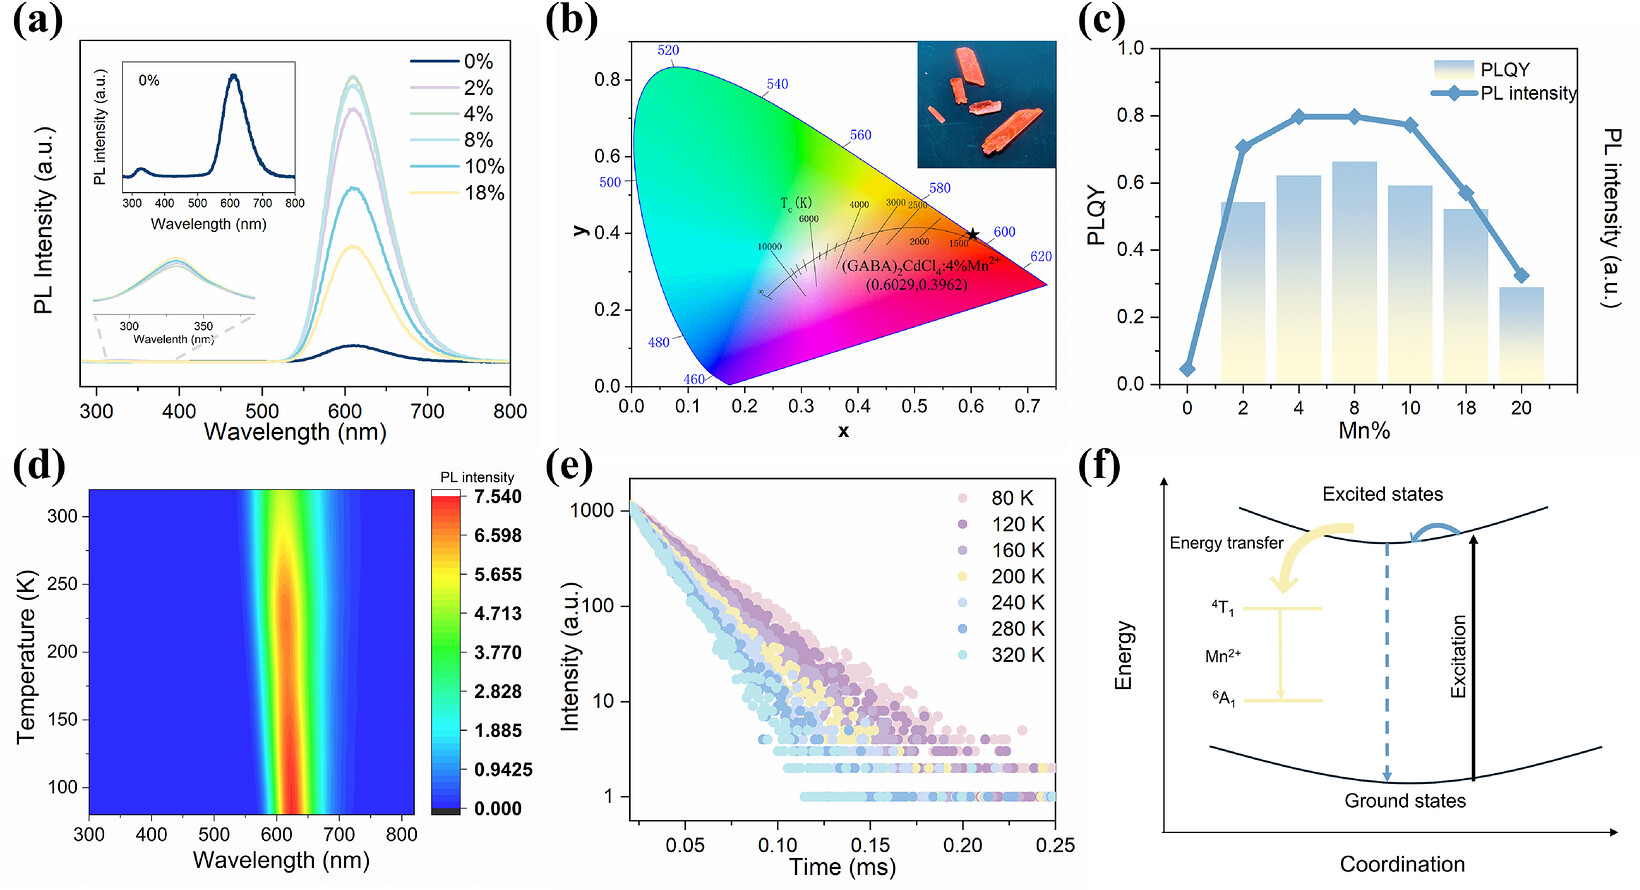 (a)
PL Intensity (a.u.)
0%
2%
4%
8%
10%
18%
PL intensity (a.u.)
0%
300 400 500 600 700 800
Wavelength (nm)
300 350
Wavelenth (nm)
300 400 500 600 700 800
Wavelength (nm)
(b)
y
0.8
0.6
0.4
0.2
0.0
520
540
560
580
600
620
500
480
460
Tc(K)
10000
6000
4000
3000
2500
2000
1500
∞
(GABA)₂CdCl₄:4%Mn²⁺
(0.6029,0.3962)
0.0 0.1 0.2 0.3 0.4 0.5 0.6 0.7
x
(c)
PLQY
1.0
0.8
0.6
0.4
0.2
0.0
PLQY
PL intensity
PL intensity (a.u.)
0 2 4 8 10 18 20
Mn%
(d)
Temperature (K)
300
250
200
150
100
300 400 500 600 700 800
Wavelength (nm)
PL intensity
7.540
6.598
5.655
4.713
3.770
2.828
1.885
0.9425
0.000
(e)
Intensity (a.u.)
1000
100
10
1
80 K
120 K
160 K
200 K
240 K
280 K
320 K
0.05 0.10 0.15 0.20 0.25
Time (ms)
(f)
Energy
Excited states
Energy transfer
⁴T₁
Mn²⁺
⁶A₁
Excitation
Ground states
Coordination